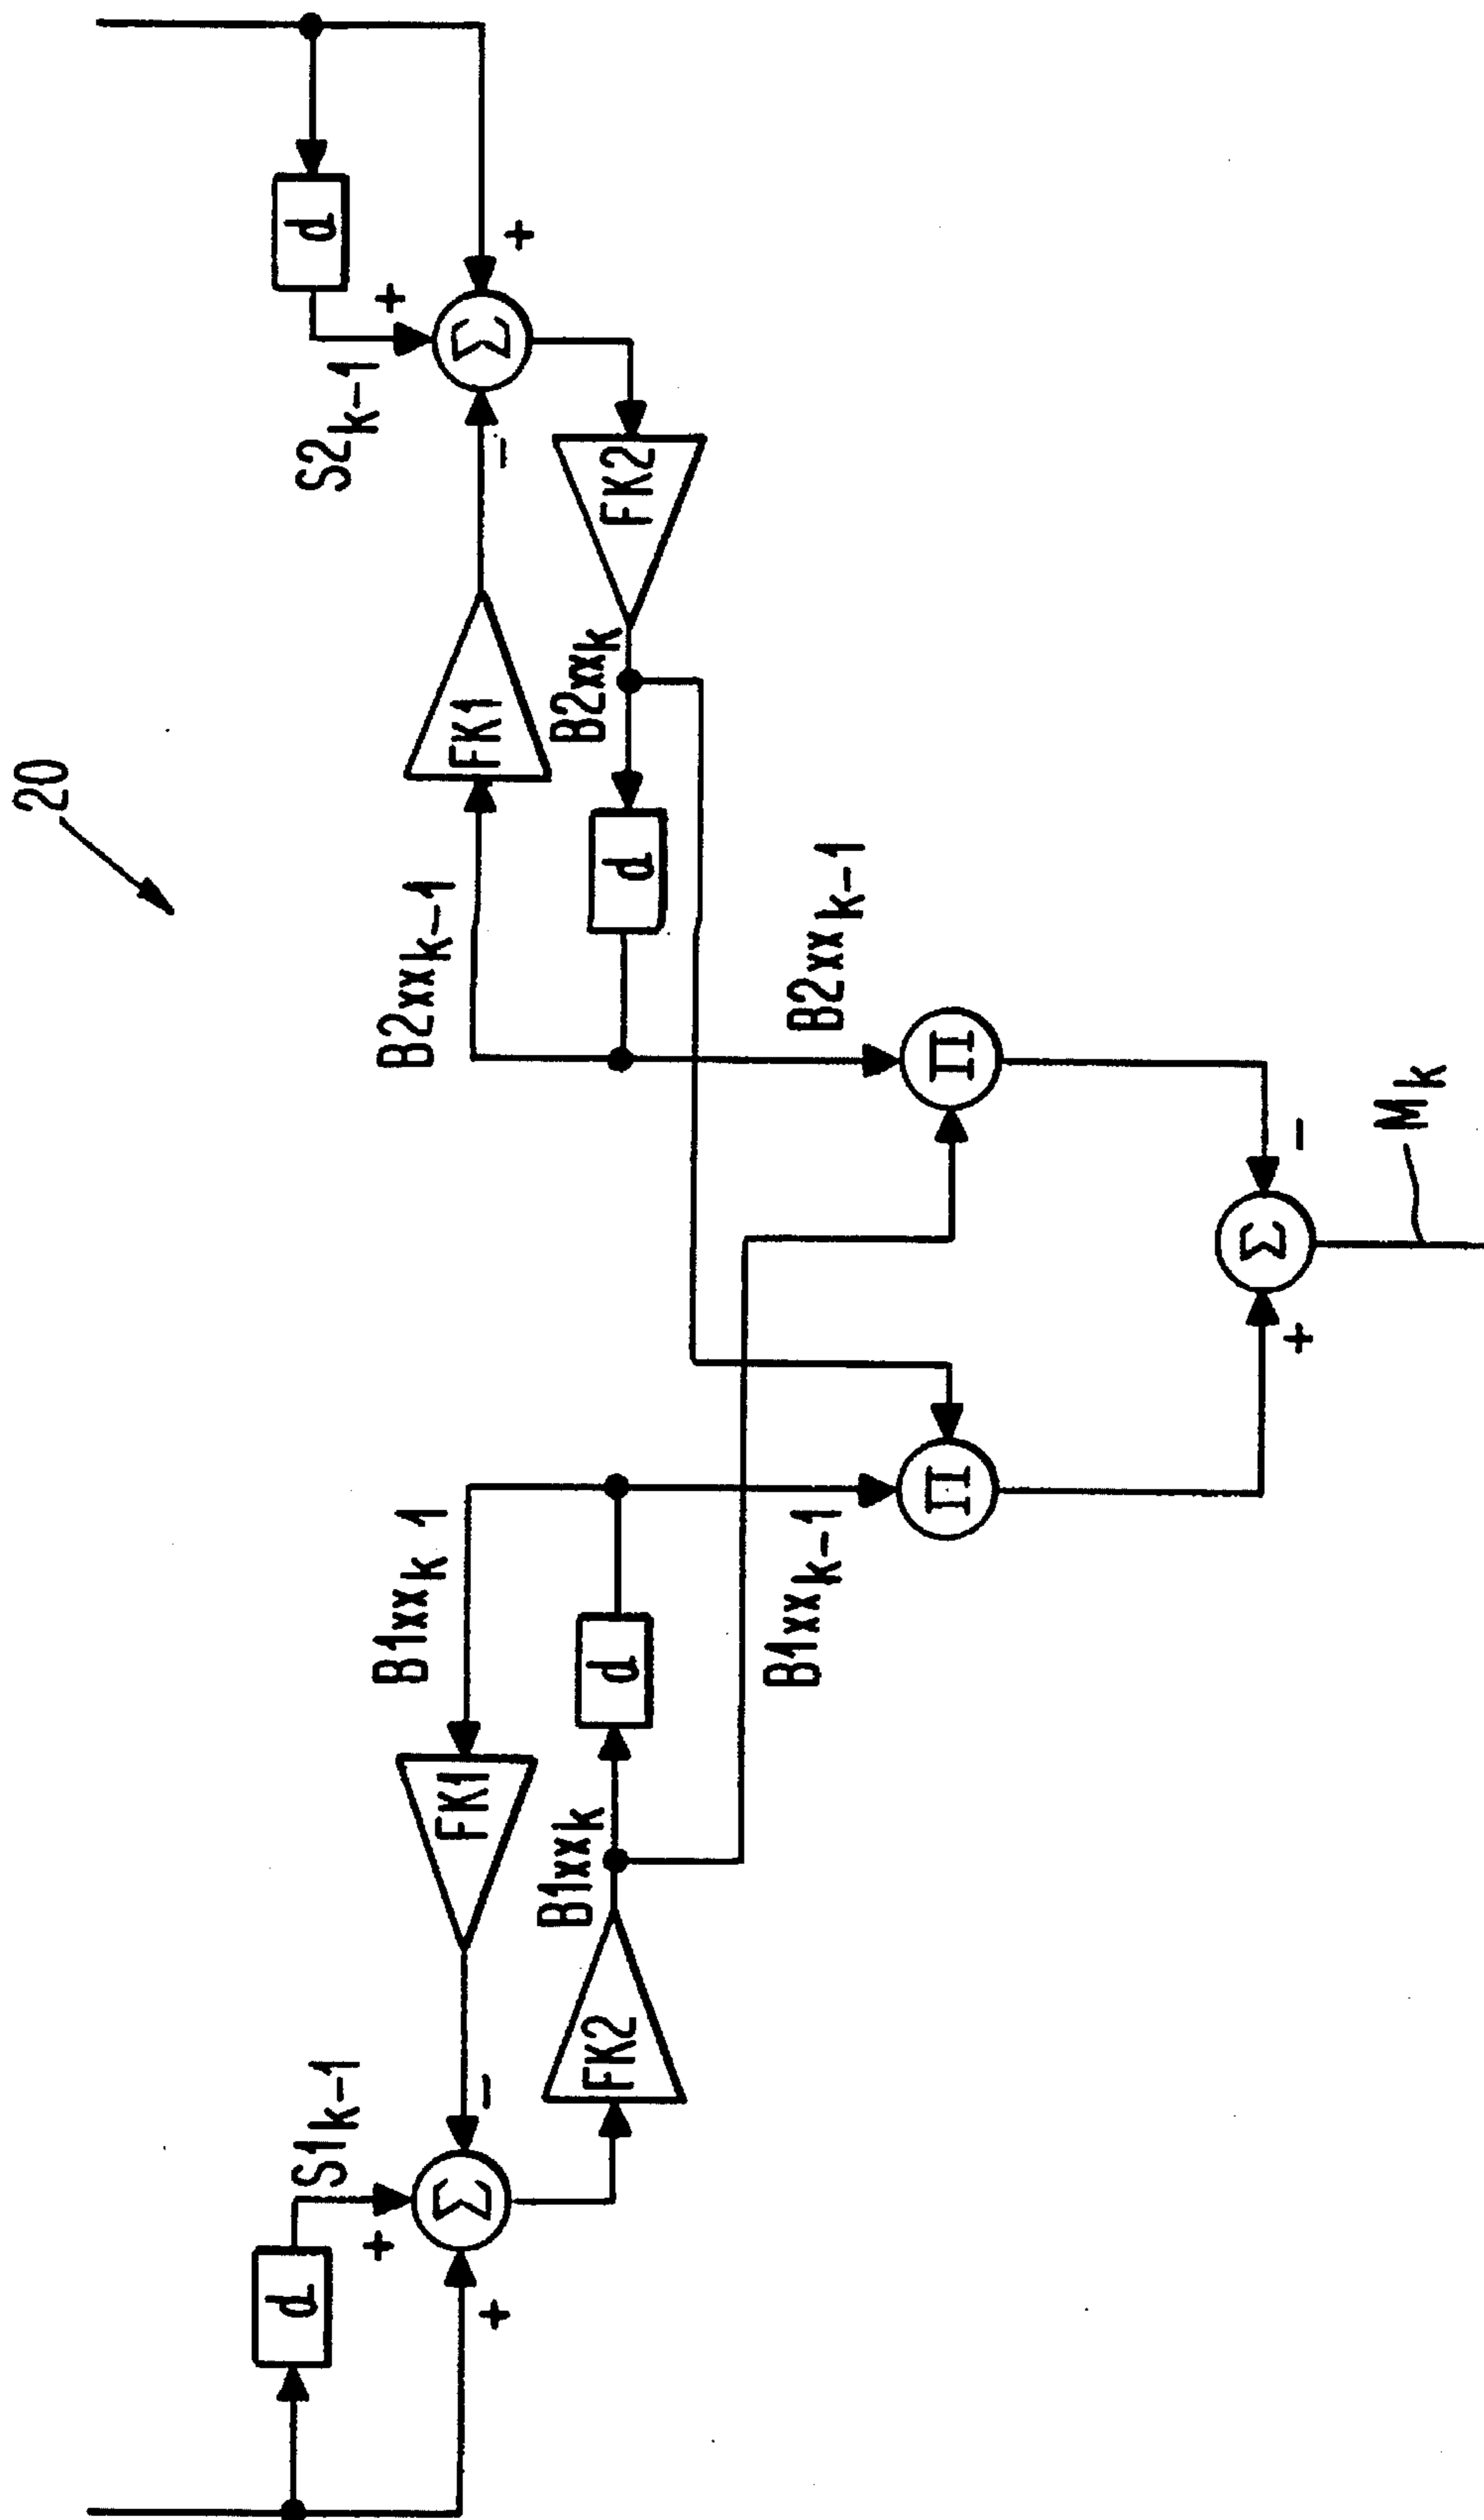 20
d
S1k-1
+
+
Σ
-
FK1
B1xxk 1
FK2
B1xxk
d
B1xxk-1
Π
B2xxk-1
FK1
B2xxk
d
FK2
B2xxk-1
Π
S2k-1
d
+
+
Σ
-
+
Σ
-
Mk